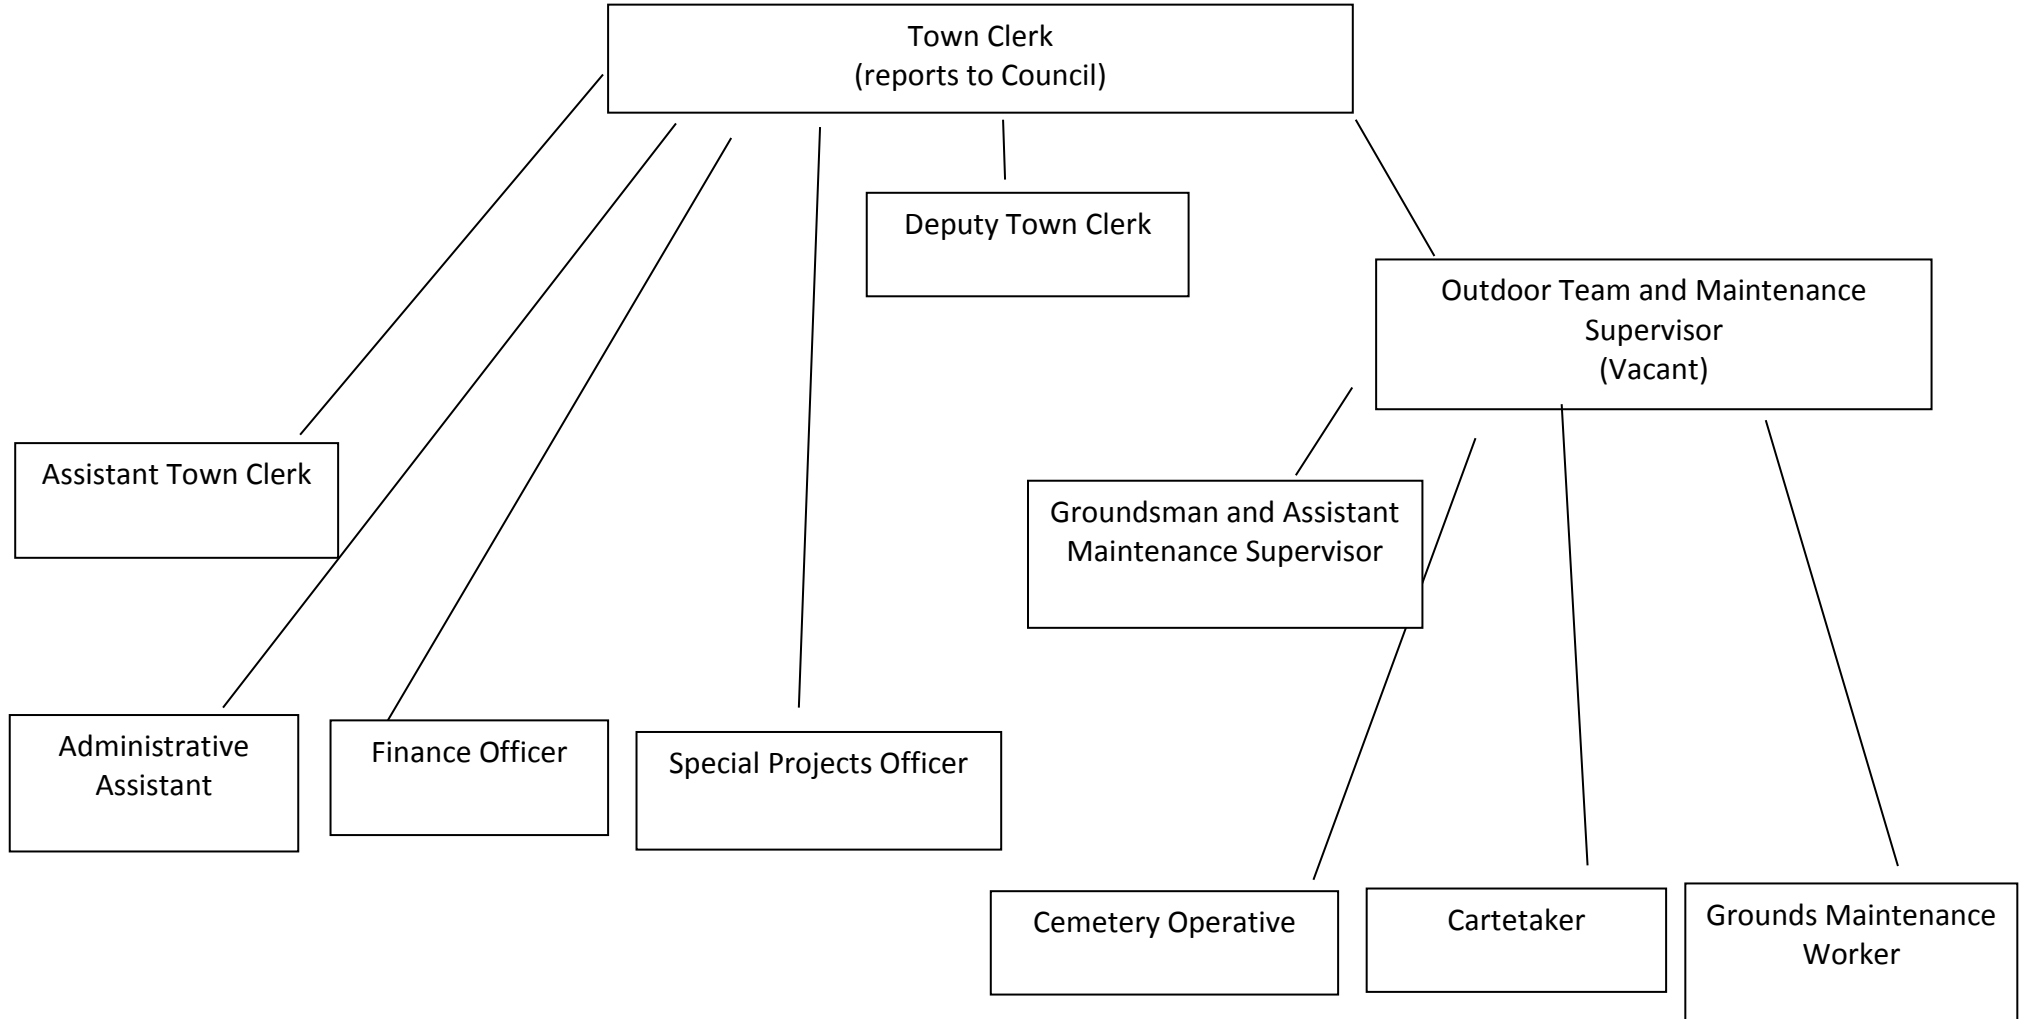 Town Clerk
(reports to Council)
Deputy Town Clerk
Outdoor Team and Maintenance
Supervisor
(Vacant)
Assistant Town Clerk
Groundsman and Assistant
Maintenance Supervisor
Administrative
Assistant
Finance Officer
Special Projects Officer
Cemetery Operative
Cartetaker
Grounds Maintenance
Worker